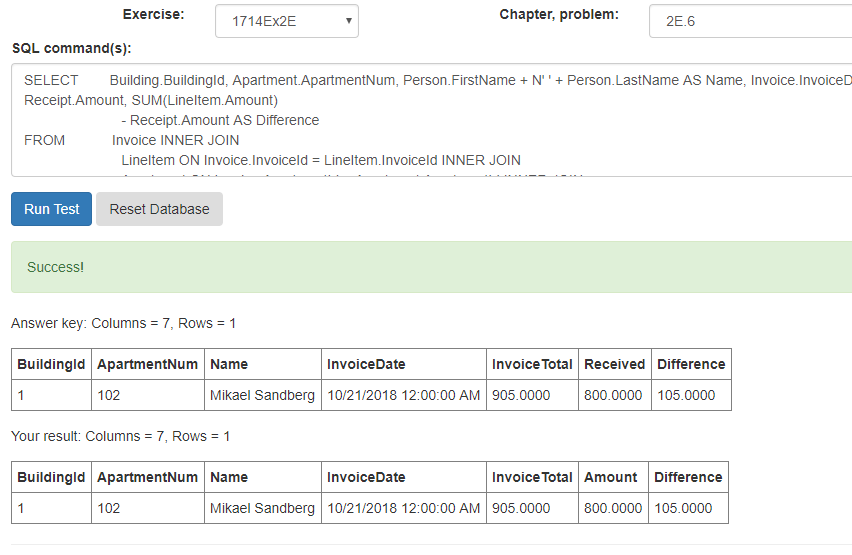 Exercise: 1714Ex2E Chapter, problem: 2E.6
SQL command(s):
SELECT Building.BuildingId, Apartment.ApartmentNum, Person.FirstName + N' ' + Person.LastName AS Name, Invoice.InvoiceD
Receipt.Amount, SUM(LineItem.Amount)
- Receipt.Amount AS Difference
FROM Invoice INNER JOIN
LineItem ON Invoice.InvoiceId = LineItem.InvoiceId INNER JOIN
Run Test Reset Database
Success!
Answer key: Columns = 7, Rows = 1
BuildingId ApartmentNum Name InvoiceDate InvoiceTotal Received Difference
1 102 Mikael Sandberg 10/21/2018 12:00:00 AM 905.0000 800.0000 105.0000
Your result: Columns = 7, Rows = 1
BuildingId ApartmentNum Name InvoiceDate InvoiceTotal Amount Difference
1 102 Mikael Sandberg 10/21/2018 12:00:00 AM 905.0000 800.0000 105.0000